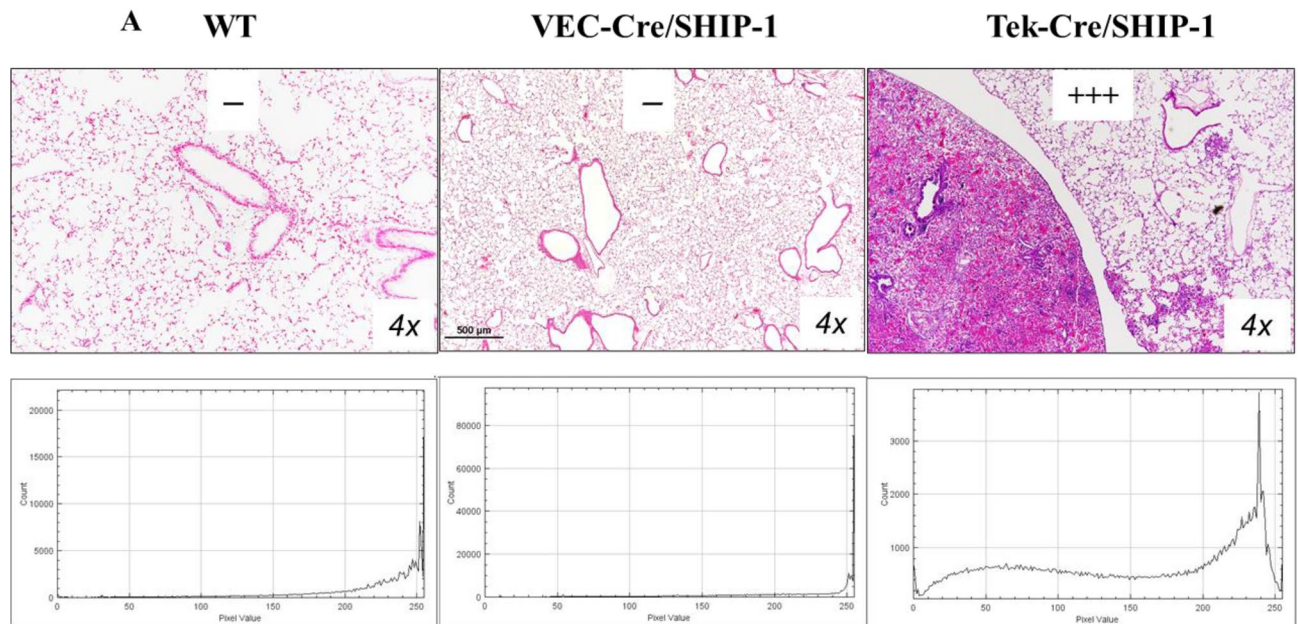 A WT VEC-Cre/SHIP-1 Tek-Cre/SHIP-1
– – +++
500 µm
4x 4x 4x
20000
15000
10000
5000
0
Count
0 50 100 150 200 250
Pixel Value
80000
60000
40000
20000
0
Count
0 50 100 150 200 250
Pixel Value
3000
2000
1000
Count
0 50 100 150 200 250
Pixel Value